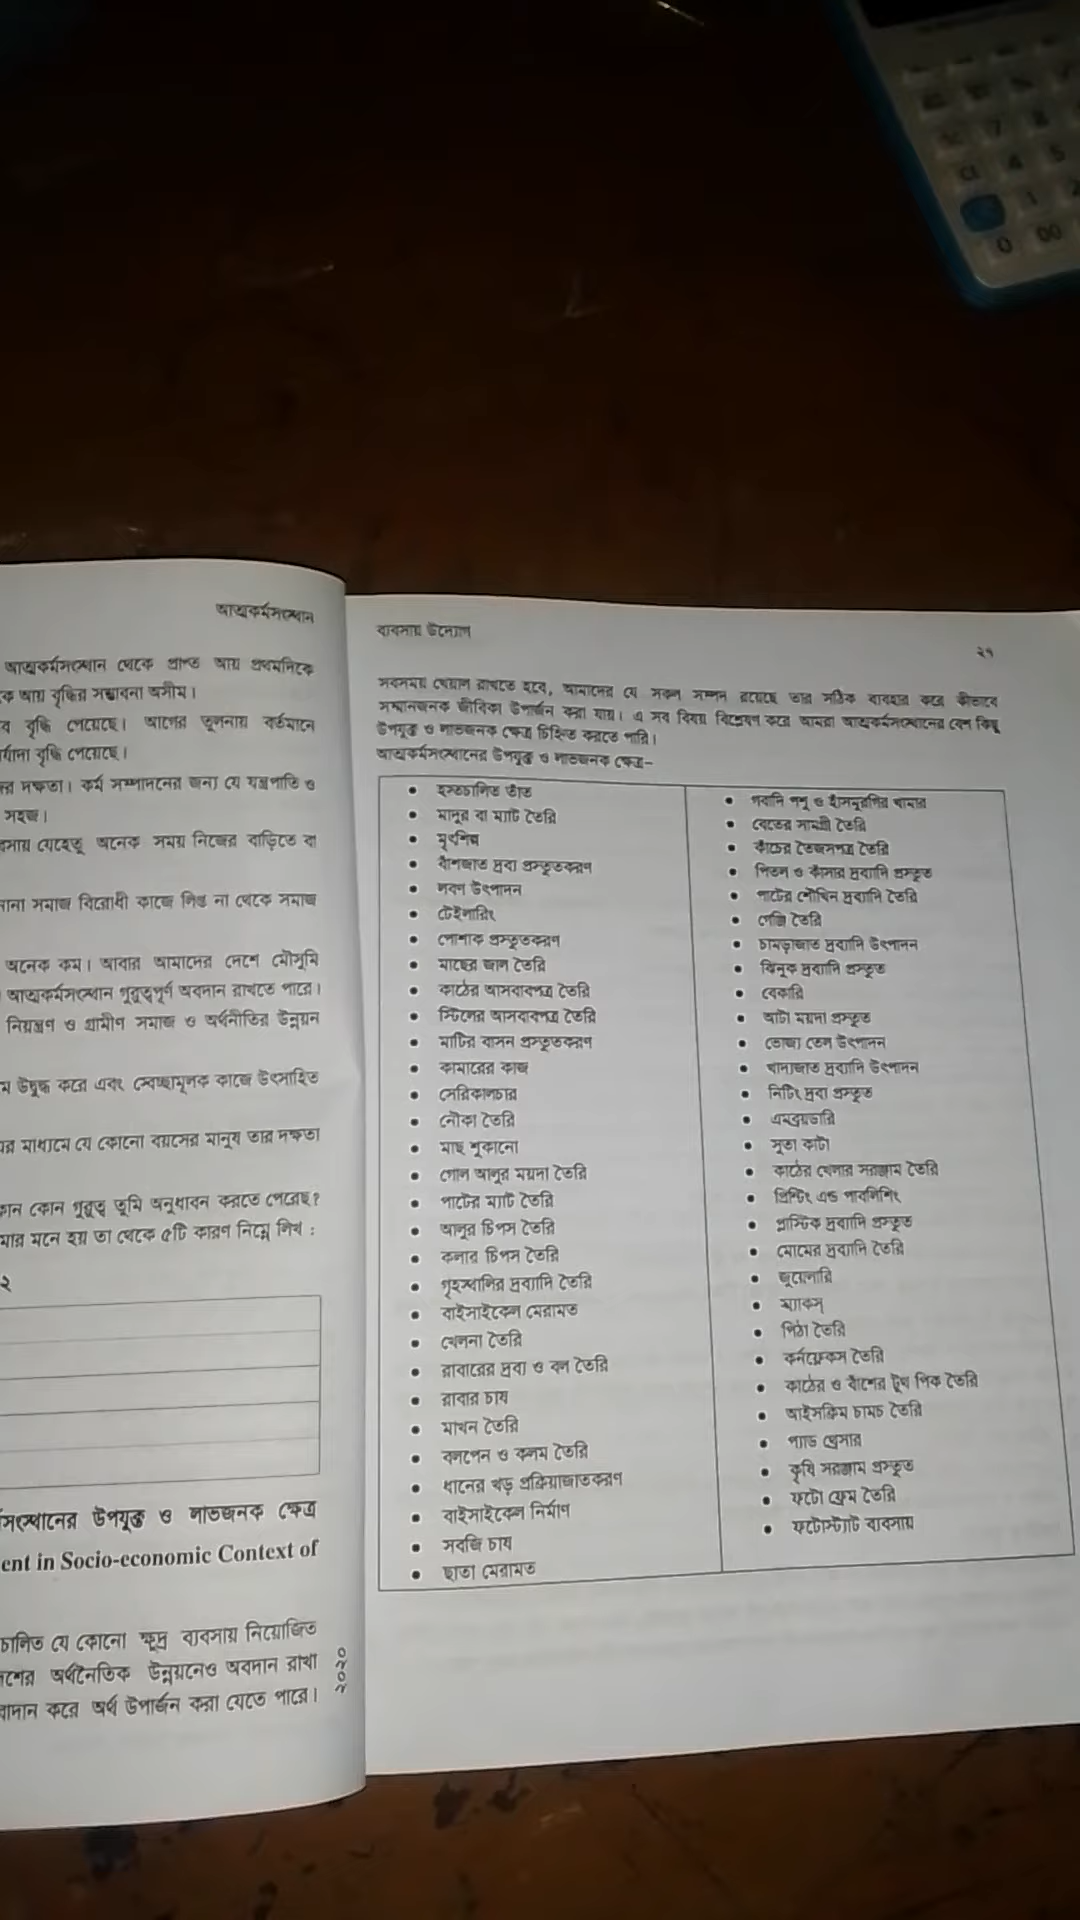 আত্মকর্মসংস্থান
আত্মকর্মসংস্থান থেকে প্রাপ্ত আয় প্রথমদিকে
আয় বৃদ্ধির সম্ভাবনা অসীম।
বৃদ্ধি পেয়েছে। আগের তুলনায় বর্তমানে
বৃদ্ধি পেয়েছে।
দক্ষতা। কর্ম সম্পাদনের জন্য যে যন্ত্রপাতি ও
সহজ।
যেহেতু অনেক সময় নিজের বাড়িতে বা
সমাজ বিরোধী কাজে লিপ্ত না থেকে সমাজ
অনেক কম। আবার আমাদের দেশে মৌসুমি
আত্মকর্মসংস্থান গুরুত্বপূর্ণ অবদান রাখতে পারে।
নিয়ন্ত্রণ ও গ্রামীণ সমাজ ও অর্থনীতির উন্নয়ন
উদ্বুদ্ধ করে এবং স্বেচ্ছামূলক কাজে উৎসাহিত
মাধ্যমে যে কোনো বয়সের মানুষ তার দক্ষতা
কোন গুরুত্ব তুমি অনুধাবন করতে পেরেছ?
মনে হয় তা থেকে ৫টি কারণ নিম্নে লিখ :
২
উপযুক্ত ও লাভজনক ক্ষেত্র
ent in Socio-economic Context of
যে কোনো ক্ষুদ্র ব্যবসায় নিয়োজিত
অর্থনৈতিক উন্নয়নেও অবদান রাখা
করে অর্থ উপার্জন করা যেতে পারে।
২০২০
ব্যবসায় উদ্যোগ
২৭
সবসময় খেয়াল রাখতে হবে, আমাদের যে সকল সম্পদ রয়েছে তার সঠিক ব্যবহার করে কীভাবে
সম্মানজনক জীবিকা উপার্জন করা যায়। এ সব বিষয় বিশ্লেষণ করে আমরা আত্মকর্মসংস্থানের বেশ কিছু
উপযুক্ত ও লাভজনক ক্ষেত্র চিহ্নিত করতে পারি।
আত্মকর্মসংস্থানের উপযুক্ত ও লাভজনক ক্ষেত্র–
• হস্তচালিত তাঁত
• মাদুর বা ম্যাট তৈরি
• মৃৎশিল্প
• বাঁশজাত দ্রব্য প্রস্তুতকরণ
• লবণ উৎপাদন
• টেইলারিং
• পোশাক প্রস্তুতকরণ
• মাছের জাল তৈরি
• কাঠের আসবাবপত্র তৈরি
• স্টিলের আসবাবপত্র তৈরি
• মাটির বাসন প্রস্তুতকরণ
• কামারের কাজ
• সেরিকালচার
• নৌকা তৈরি
• মাছ শুকানো
• গোল আলুর ময়দা তৈরি
• পাটের ম্যাট তৈরি
• আলুর চিপস তৈরি
• কলার চিপস তৈরি
• গৃহস্থালির দ্রব্যাদি তৈরি
• বাইসাইকেল মেরামত
• খেলনা তৈরি
• রাবারের দ্রব্য ও বল তৈরি
• রাবার চাষ
• মাখন তৈরি
• বলপেন ও কলম তৈরি
• ধানের খড় প্রক্রিয়াজাতকরণ
• বাইসাইকেল নির্মাণ
• সবজি চাষ
• ছাতা মেরামত
• গবাদি পশু ও হাঁসমুরগির খামার
• বেতের সামগ্রী তৈরি
• কাঁচের তৈজসপত্র তৈরি
• পিতল ও কাঁসার দ্রব্যাদি প্রস্তুত
• পাটের শৌখিন দ্রব্যাদি তৈরি
• গেঞ্জি তৈরি
• চামড়াজাত দ্রব্যাদি উৎপাদন
• ঝিনুক দ্রব্যাদি প্রস্তুত
• বেকারি
• আটা ময়দা প্রস্তুত
• ভোজ্য তেল উৎপাদন
• খাদ্যজাত দ্রব্যাদি উৎপাদন
• নিটিং দ্রব্য প্রস্তুত
• এমব্রয়ডারি
• সুতা কাটা
• কাঠের খেলার সরঞ্জাম তৈরি
• প্রিন্টিং এন্ড পাবলিশিং
• প্লাস্টিক দ্রব্যাদি প্রস্তুত
• মোমের দ্রব্যাদি তৈরি
• জুয়েলারি
• স্ন্যাকস্
• পিঠা তৈরি
• কর্নফ্লেকস তৈরি
• কাঠের ও বাঁশের টুথ পিক তৈরি
• আইসক্রিম চামচ তৈরি
• প্যাড থ্রেসার
• কৃষি সরঞ্জাম প্রস্তুত
• ফটো ফ্রেম তৈরি
• ফটোস্ট্যাট ব্যবসায়